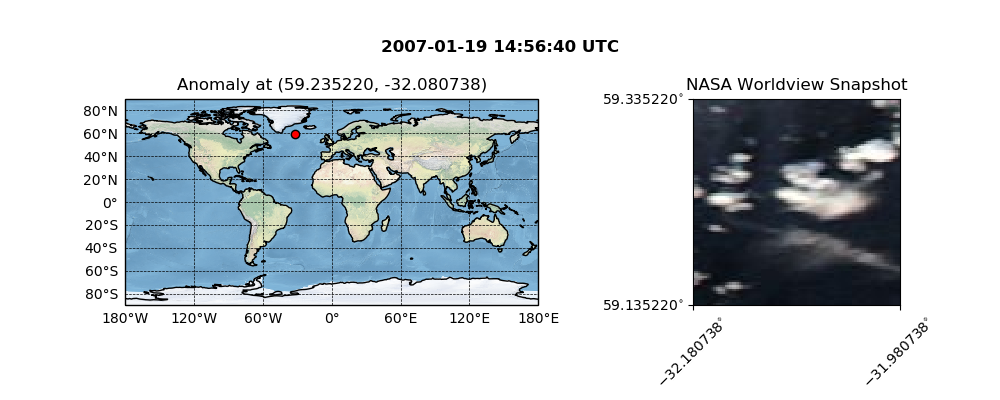 2007-01-19 14:56:40 UTC
Anomaly at (59.235220, -32.080738)
80°N
60°N
40°N
20°N
0°
20°S
40°S
60°S
80°S
180°W 120°W 60°W 0° 60°E 120°E 180°E
NASA Worldview Snapshot
59.335220°
59.135220°
−32.180738°
−31.980738°